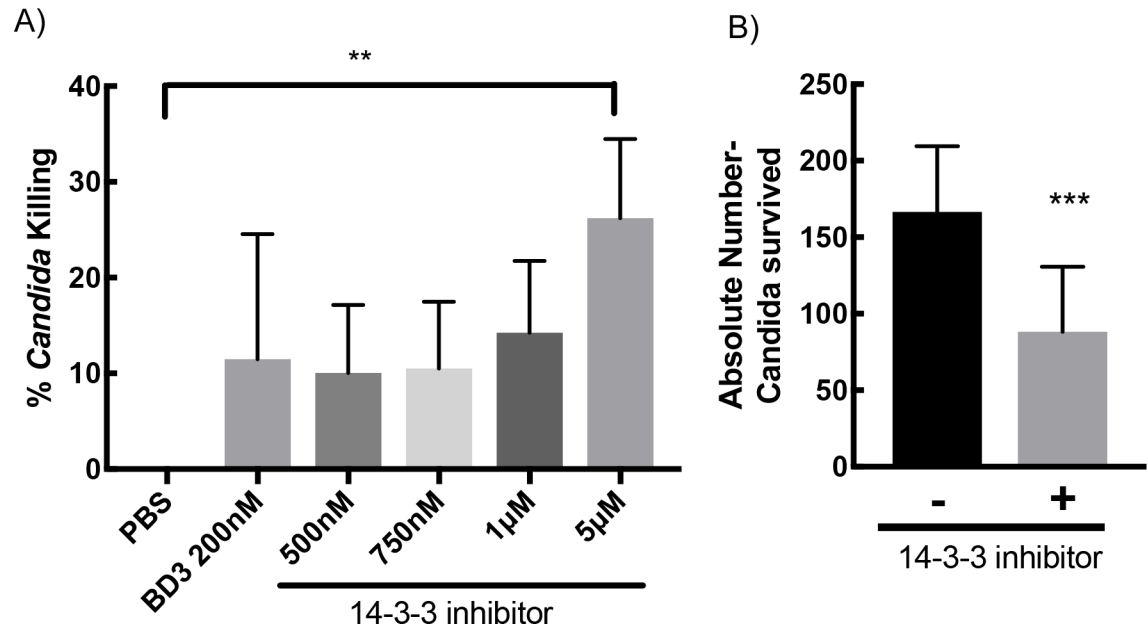 A)
**
40
30
20
10
0
% Candida Killing
PBS
BD3 200nM
500nM
750nM
1µM
5µM
14-3-3 inhibitor
B)
250
200
150
100
50
0
Absolute Number-
Candida survived
***
-
+
14-3-3 inhibitor